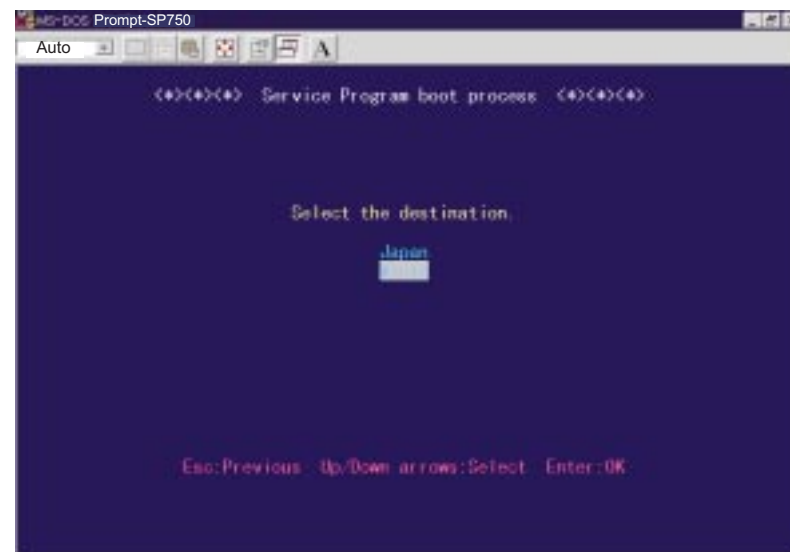 MS-DOS Prompt-SP750
Auto
A
<*><*><*> Service Program boot process <*><*><*>
Select the destination.
Japan
Esc:Previous Up/Down arrows:Select Enter:OK